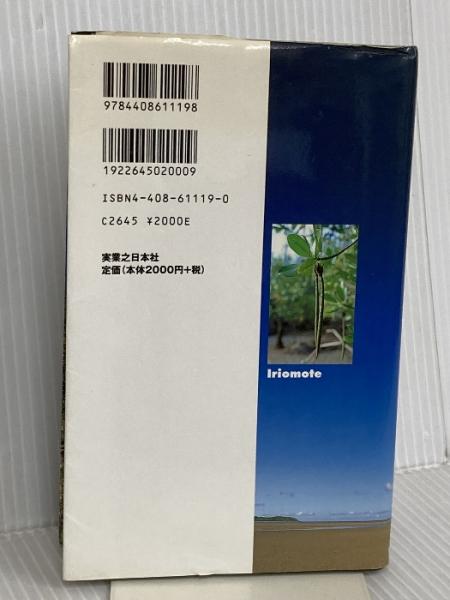 9784408611198
1922645020009
ISBN4-408-61119-0
C2645 ¥2000E
実業之日本社
定価(本体2000円+税)
Iriomote